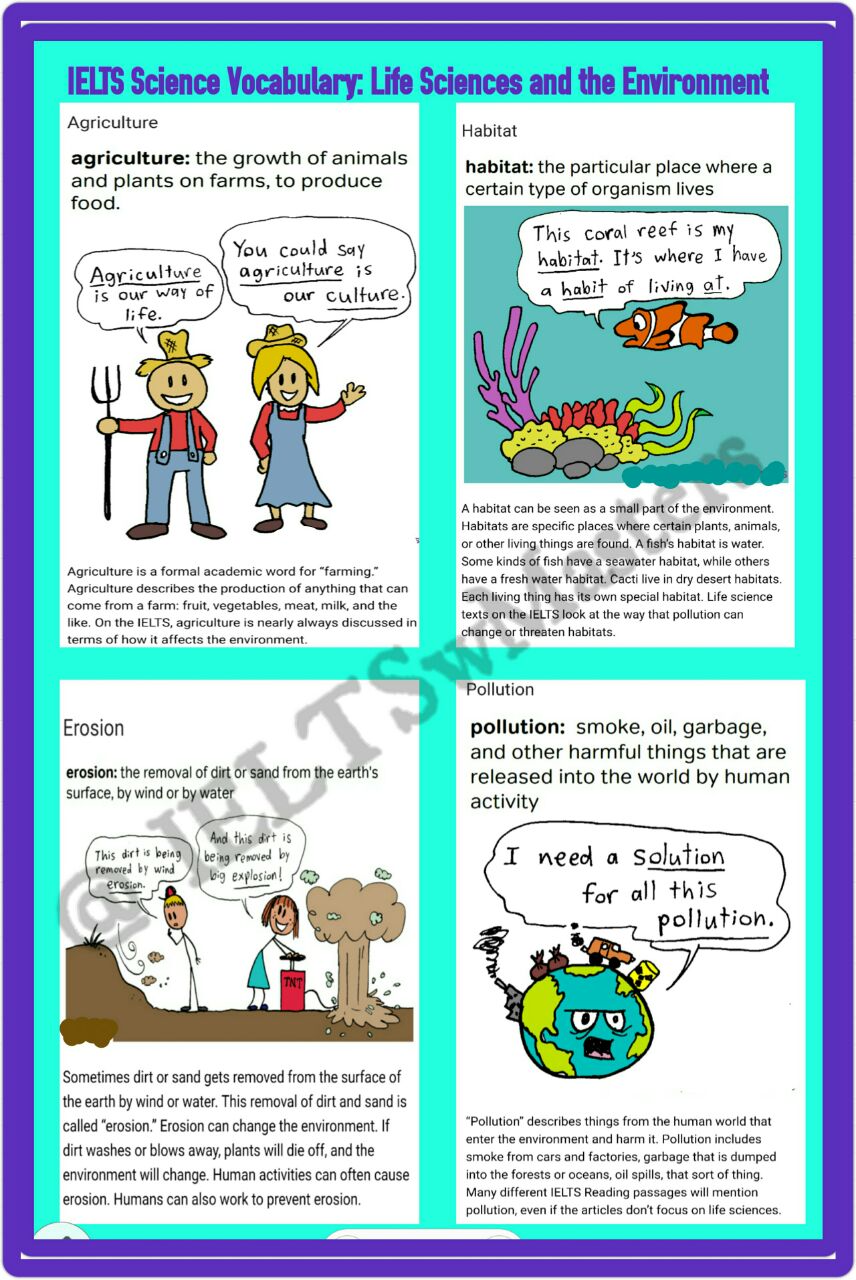 IELTS Science Vocabulary: Life Sciences and the Environment
Agriculture
agriculture: the growth of animals
and plants on farms, to produce
food.
Agriculture
is our way of
life.
You could say
agriculture is
our culture.
Agriculture is a formal academic word for “farming.”
Agriculture describes the production of anything that can
come from a farm: fruit, vegetables, meat, milk, and the
like. On the IELTS, agriculture is nearly always discussed in
terms of how it affects the environment.
Habitat
habitat: the particular place where a
certain type of organism lives
This coral reef is my
habitat. It's where I have
a habit of living at.
A habitat can be seen as a small part of the environment.
Habitats are specific places where certain plants, animals,
or other living things are found. A fish's habitat is water.
Some kinds of fish have a seawater habitat, while others
have a fresh water habitat. Cacti live in dry desert habitats.
Each living thing has its own special habitat. Life science
texts on the IELTS look at the way that pollution can
change or threaten habitats.
Erosion
erosion: the removal of dirt or sand from the earth's
surface, by wind or by water
This dirt is being
removed by wind
erosion.
And this dirt is
being removed by
big explosion!
TNT
Sometimes dirt or sand gets removed from the surface of
the earth by wind or water. This removal of dirt and sand is
called “erosion.” Erosion can change the environment. If
dirt washes or blows away, plants will die off, and the
environment will change. Human activities can often cause
erosion. Humans can also work to prevent erosion.
Pollution
pollution: smoke, oil, garbage,
and other harmful things that are
released into the world by human
activity
I need a solution
for all this
pollution.
“Pollution” describes things from the human world that
enter the environment and harm it. Pollution includes
smoke from cars and factories, garbage that is dumped
into the forests or oceans, oil spills, that sort of thing.
Many different IELTS Reading passages will mention
pollution, even if the articles don't focus on life sciences.
@IELTSwMasters